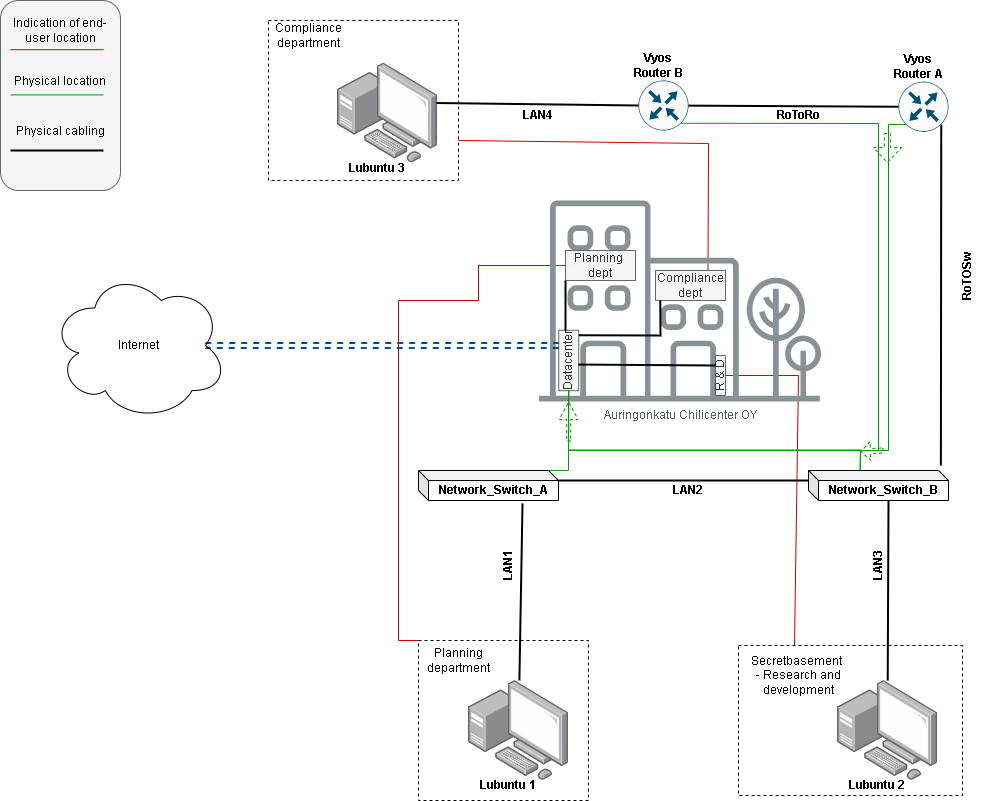 Indication of end-
user location
Physical location
Physical cabling
Compliance
department
Lubuntu 3
LAN4
Vyos
Router B
RoToRo
Vyos
Router A
RoTOSw
Planning
dept
Compliance
dept
Datacenter
R & D
Auringonkatu Chilicenter OY
Internet
Network_Switch_A
LAN2
Network_Switch_B
LAN1
LAN3
Planning
department
Lubuntu 1
Secretbasement
- Research and
development
Lubuntu 2